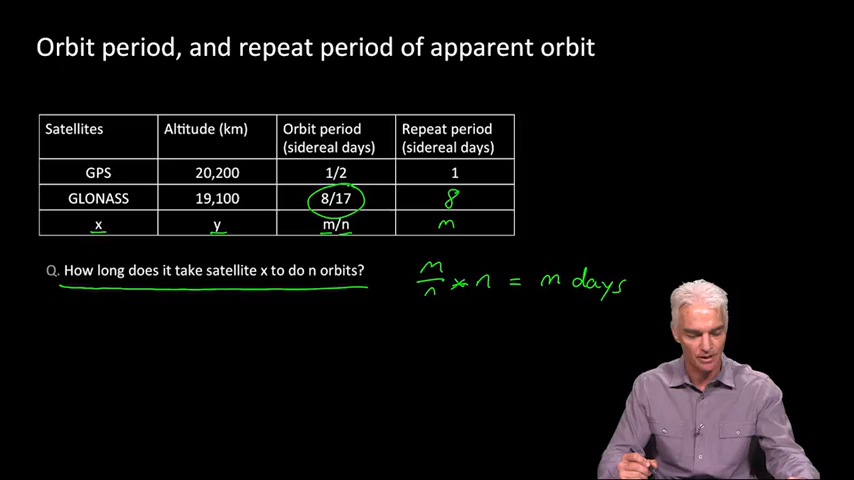 Orbit period, and repeat period of apparent orbit
Satellites Altitude (km) Orbit period (sidereal days) Repeat period (sidereal days)
GPS 20,200 1/2 1
GLONASS 19,100 8/17 8
x y m/n m
Q. How long does it take satellite x to do n orbits?
m/n * n = m days